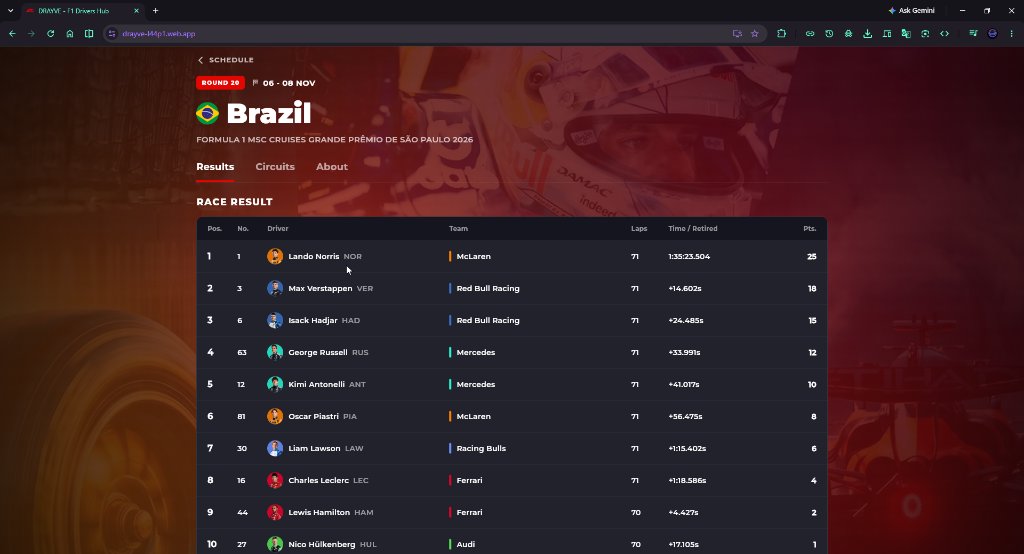 DRAYVE - F1 Drivers Hub
Ask Gemini
drayve-l44p1.web.app
SCHEDULE
ROUND 20 06 - 08 NOV
Brazil
FORMULA 1 MSC CRUISES GRANDE PRÊMIO DE SÃO PAULO 2026
Results Circuits About
RACE RESULT
Pos. No. Driver Team Laps Time / Retired Pts.
1 1 Lando Norris NOR McLaren 71 1:35:23.504 25
2 3 Max Verstappen VER Red Bull Racing 71 +14.602s 18
3 6 Isack Hadjar HAD Red Bull Racing 71 +24.485s 15
4 63 George Russell RUS Mercedes 71 +33.991s 12
5 12 Kimi Antonelli ANT Mercedes 71 +41.017s 10
6 81 Oscar Piastri PIA McLaren 71 +56.475s 8
7 30 Liam Lawson LAW Racing Bulls 71 +1:15.402s 6
8 16 Charles Leclerc LEC Ferrari 71 +1:18.586s 4
9 44 Lewis Hamilton HAM Ferrari 70 +4.427s 2
10 27 Nico Hülkenberg HUL Audi 70 +17.105s 1
DAMAC
indeed